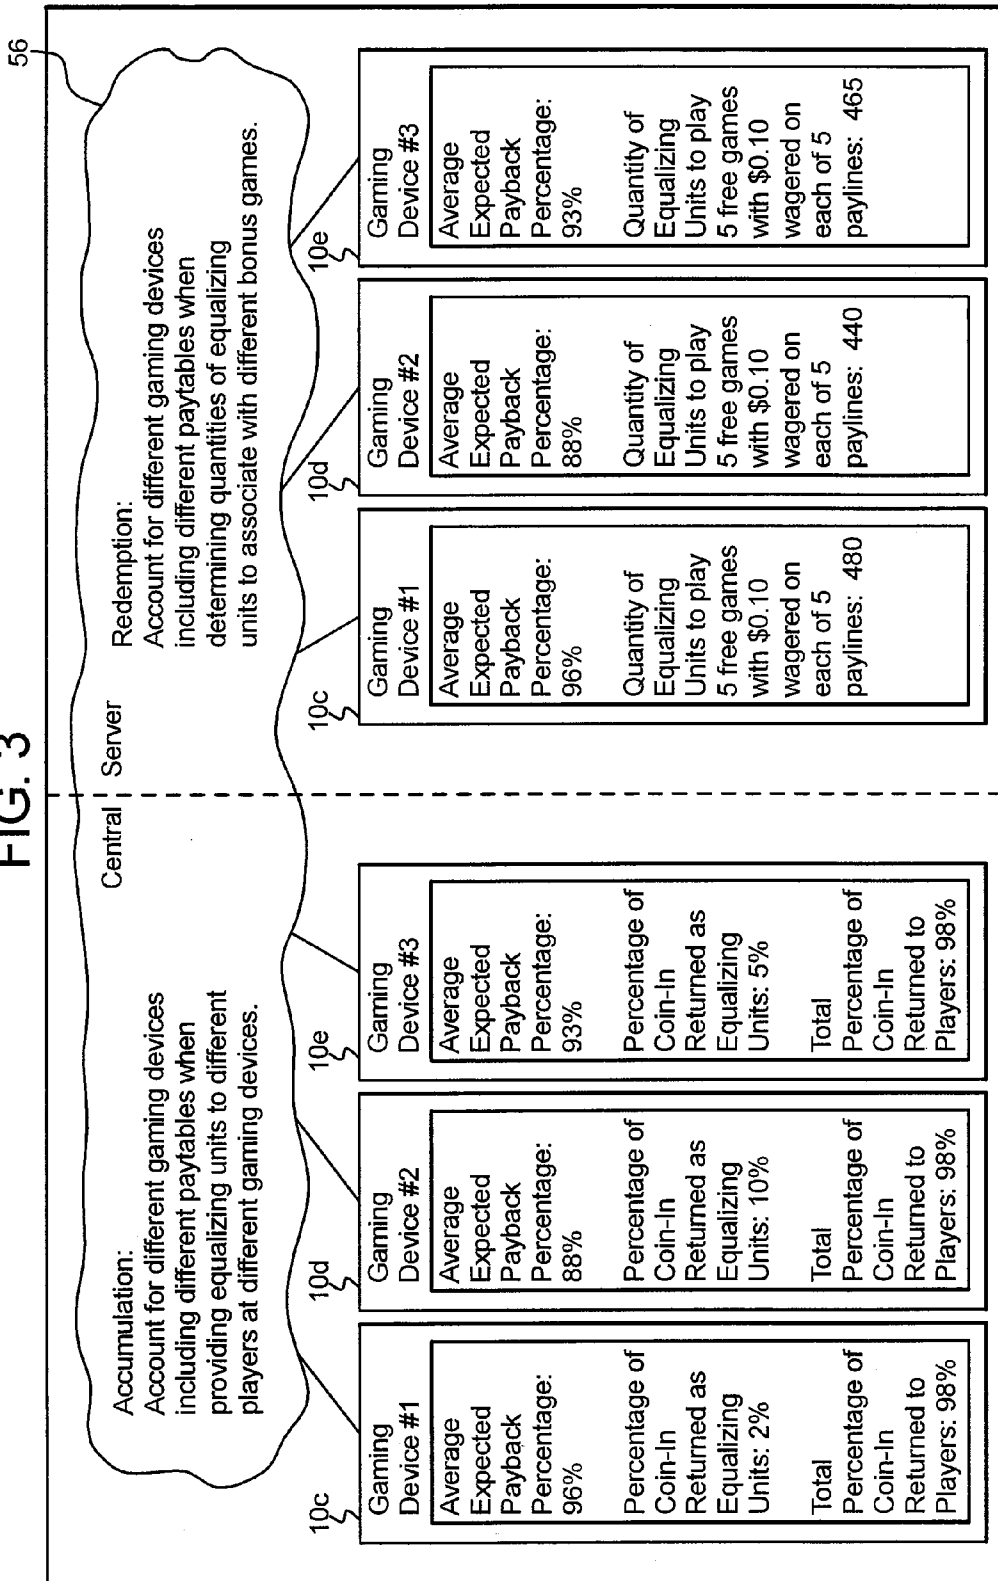 FIG. 3
56
Central Server
Accumulation:
Account for different gaming devices
including different paytables when
providing equalizing units to different
players at different gaming devices.
Redemption:
Account for different gaming devices
including different paytables when
determining quantities of equalizing
units to associate with different bonus games.
10c
Gaming
Device #1
Average
Expected
Payback
Percentage:
96%
Percentage of
Coin-In
Returned as
Equalizing
Units: 2%
Total
Percentage of
Coin-In
Returned to
Players: 98%
10d
Gaming
Device #2
Average
Expected
Payback
Percentage:
88%
Percentage of
Coin-In
Returned as
Equalizing
Units: 10%
Total
Percentage of
Coin-In
Returned to
Players: 98%
10e
Gaming
Device #3
Average
Expected
Payback
Percentage:
93%
Percentage of
Coin-In
Returned as
Equalizing
Units: 5%
Total
Percentage of
Coin-In
Returned to
Players: 98%
10c
Gaming
Device #1
Average
Expected
Payback
Percentage:
96%
Quantity of
Equalizing
Units to play
5 free games
with $0.10
wagered on
each of 5
paylines: 480
10d
Gaming
Device #2
Average
Expected
Payback
Percentage:
88%
Quantity of
Equalizing
Units to play
5 free games
with $0.10
wagered on
each of 5
paylines: 440
10e
Gaming
Device #3
Average
Expected
Payback
Percentage:
93%
Quantity of
Equalizing
Units to play
5 free games
with $0.10
wagered on
each of 5
paylines: 465